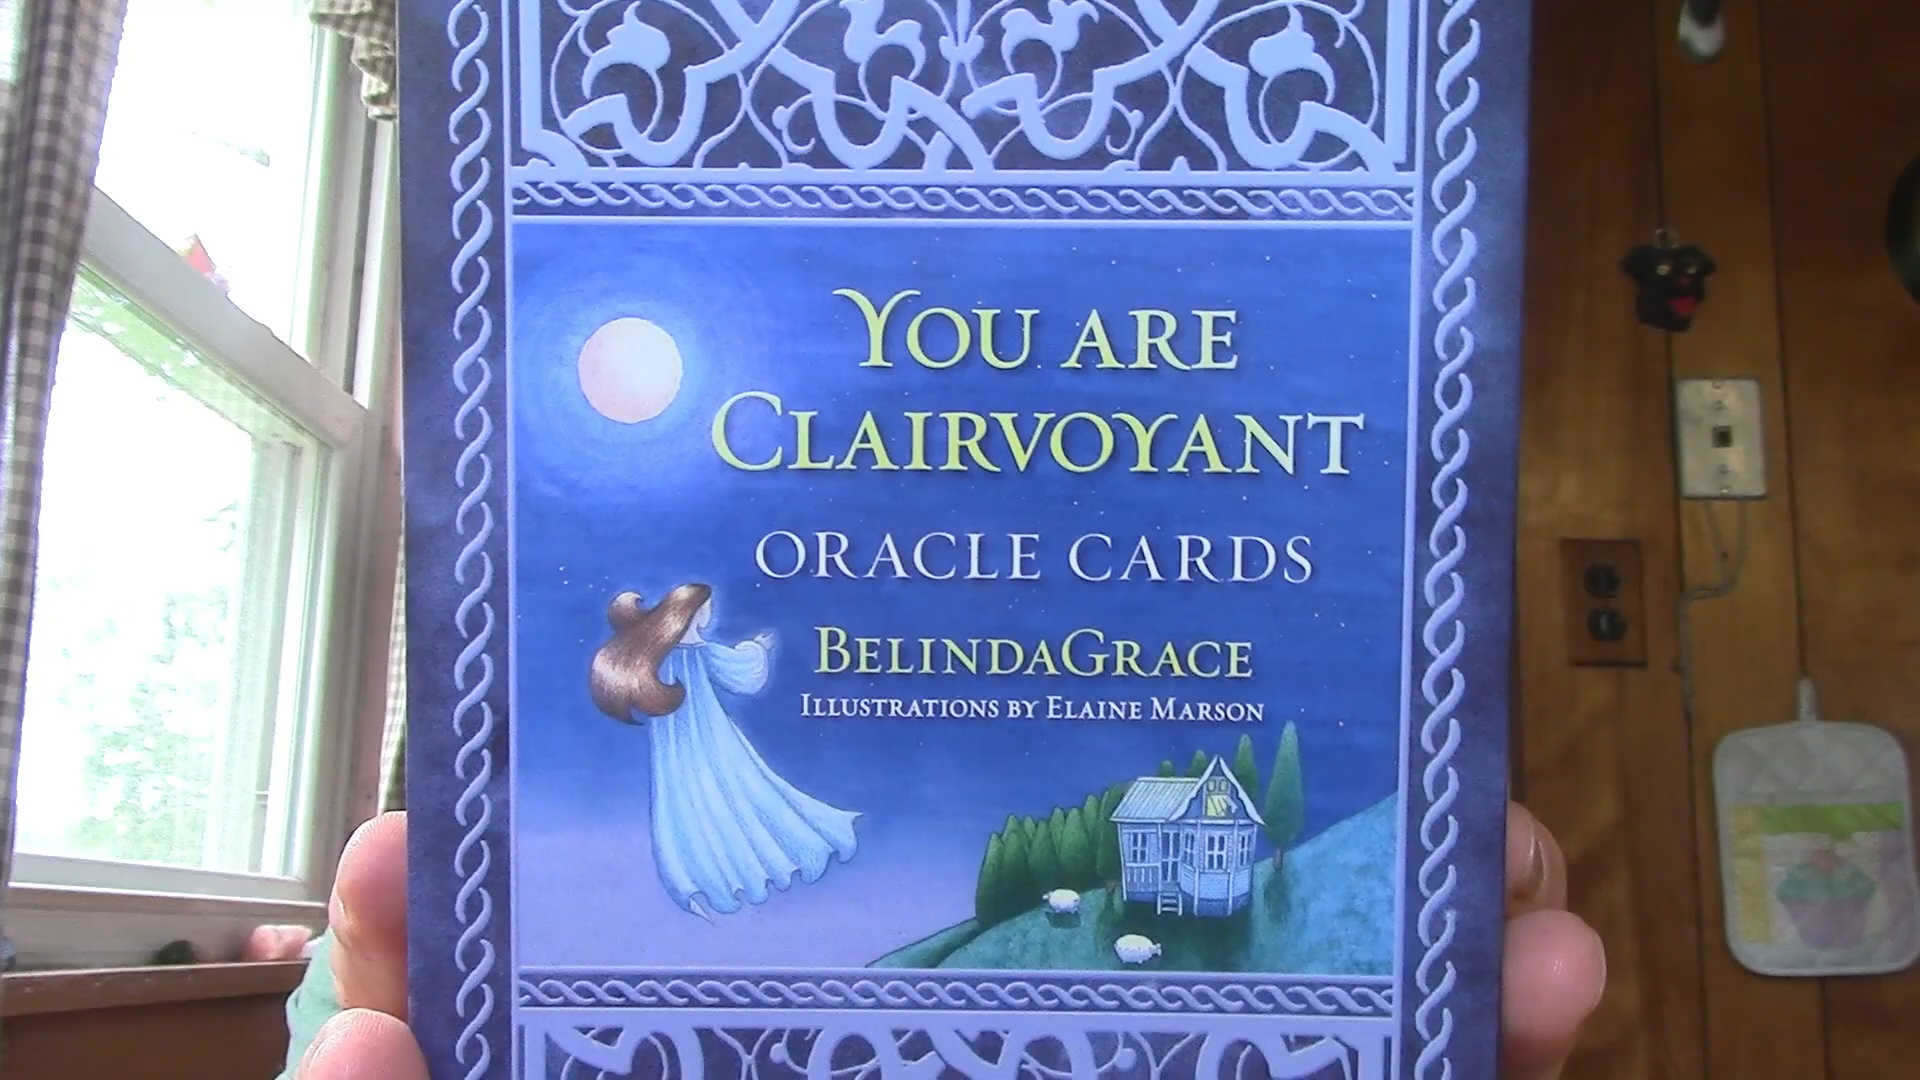 YOU ARE
CLAIRVOYANT
ORACLE CARDS
BELINDAGRACE
ILLUSTRATIONS BY ELAINE MARSON